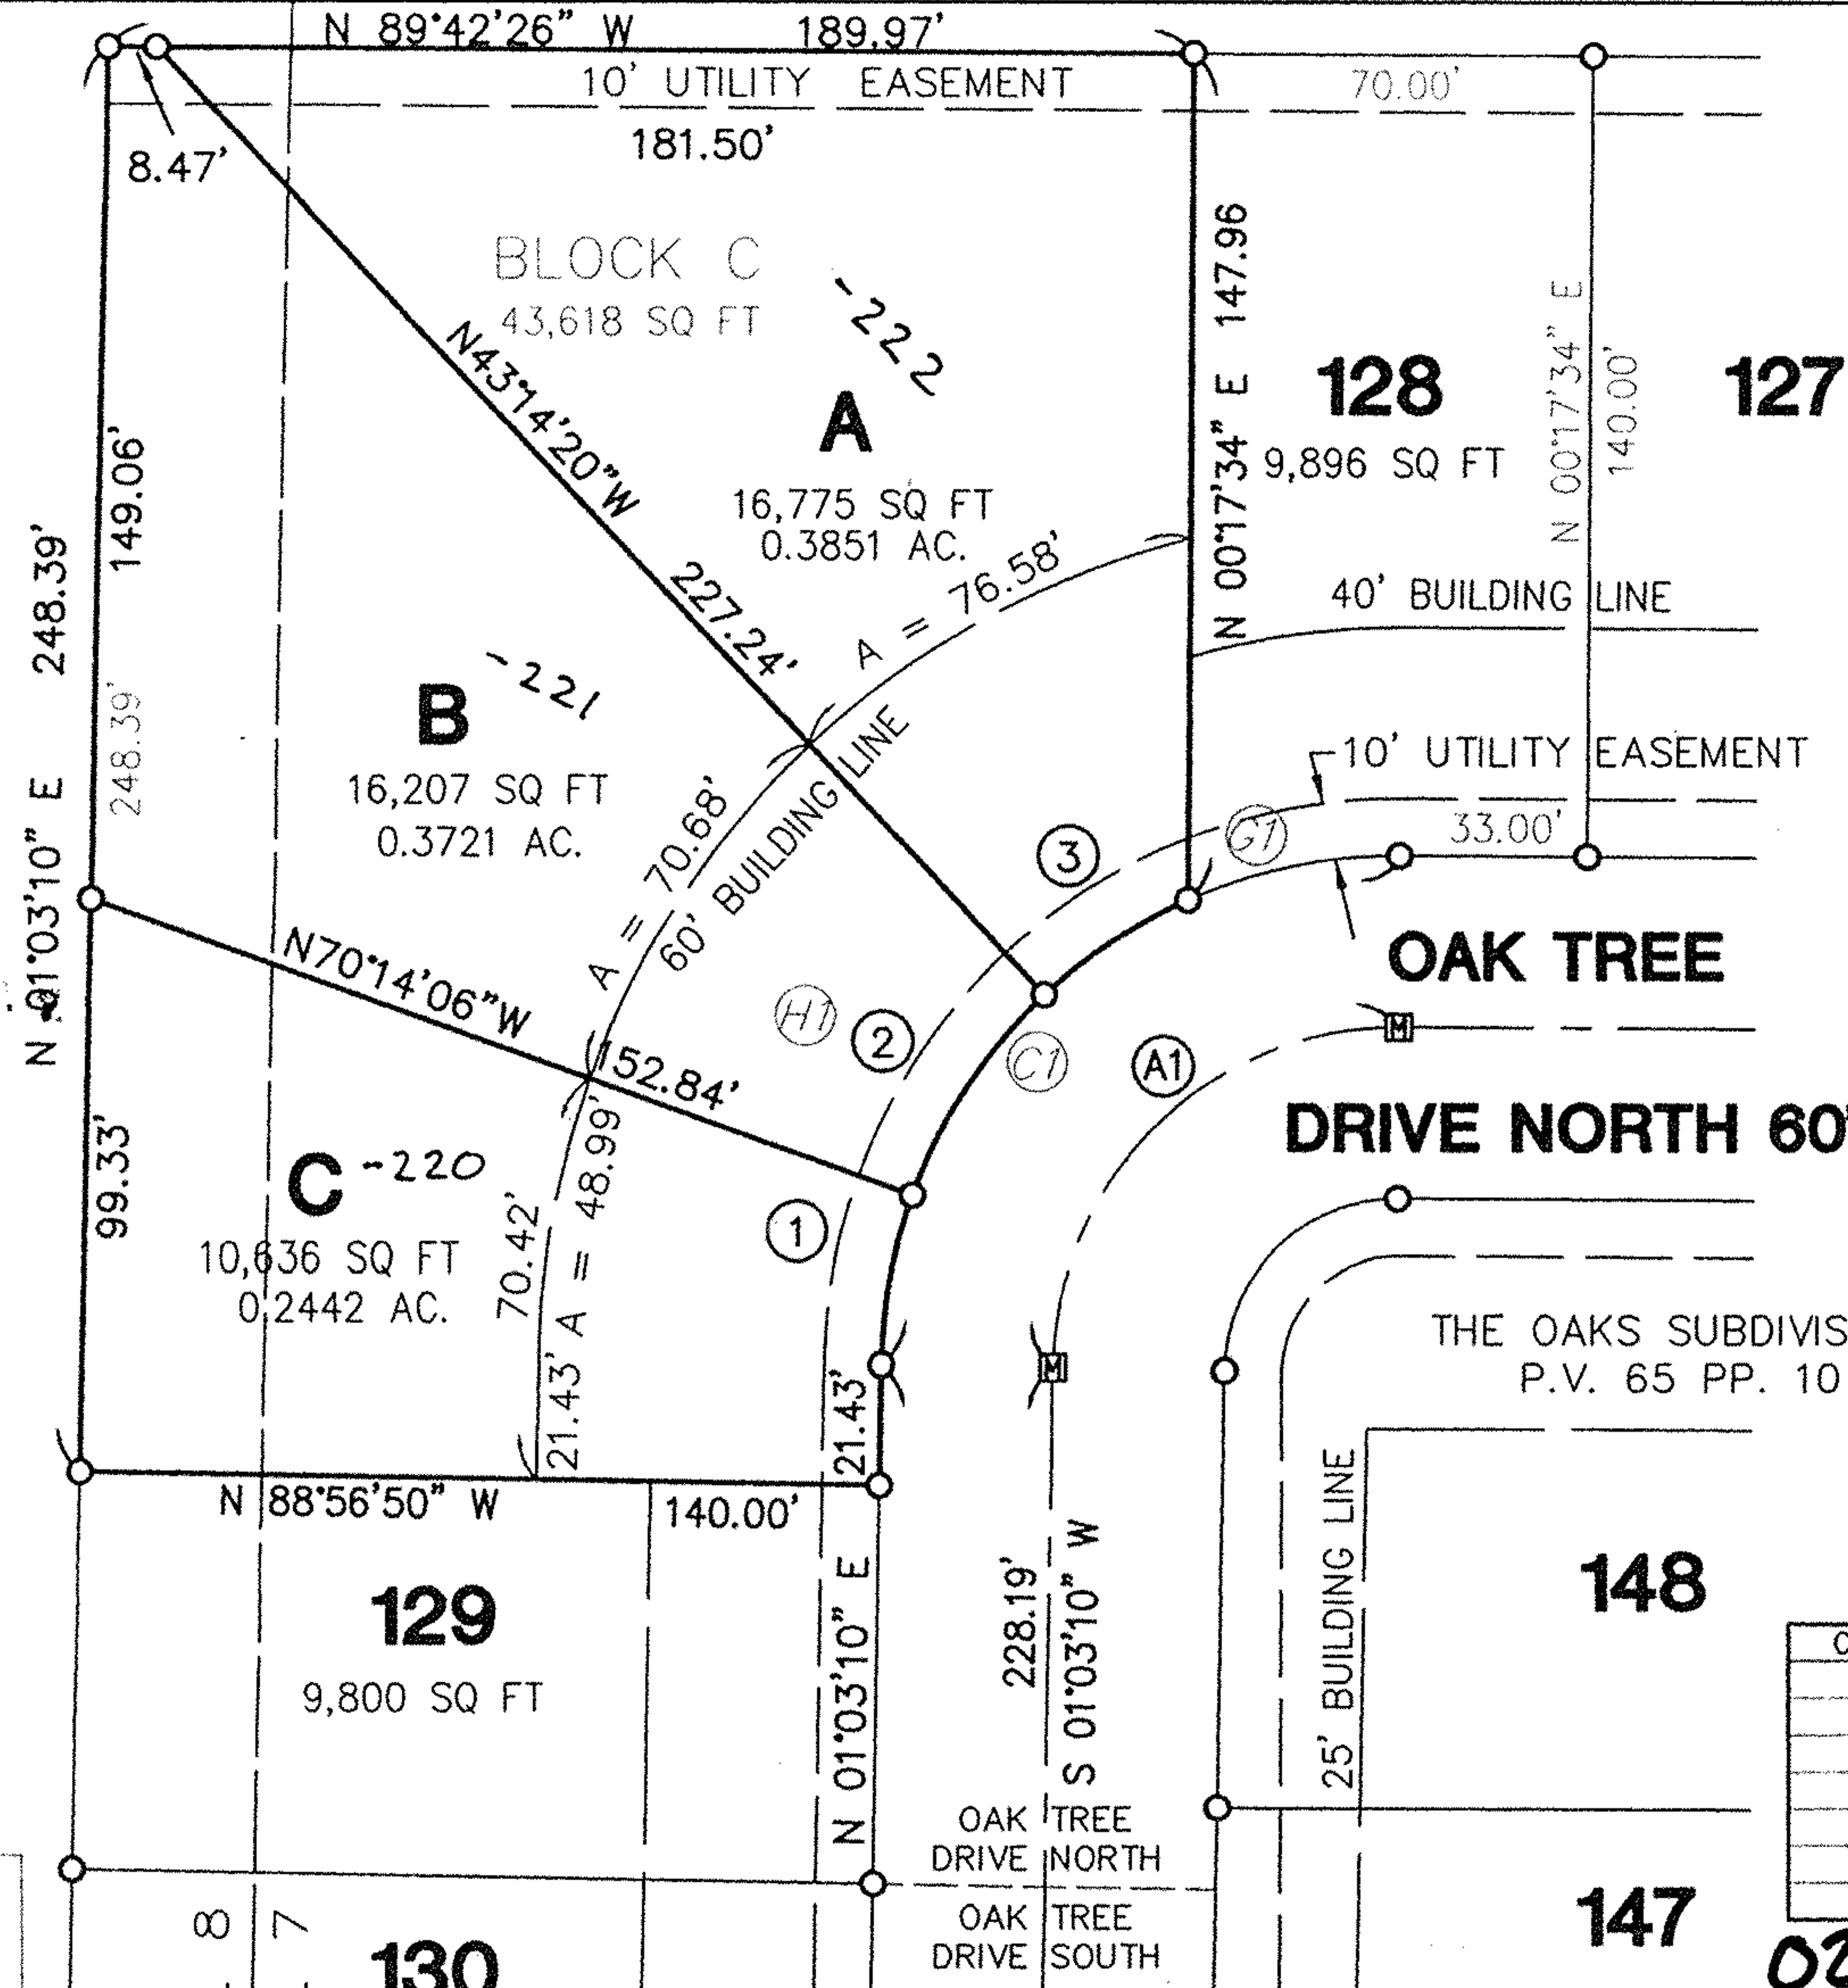 N 89°42'26" W 189.97'
10' UTILITY EASEMENT
70.00'
181.50'
8.47'
BLOCK C
43,618 SQ FT
-222
A
16,775 SQ FT
0.3851 AC.
A = 76.58'
N43°14'20"W
227.24'
N 00°17'34" E 147.96
128
9,896 SQ FT
N 00°17'34" E
140.00'
127
40' BUILDING LINE
149.06'
N 01°03'10" E 248.39'
248.39'
B
-221
16,207 SQ FT
0.3721 AC.
A = 70.68'
60' BUILDING LINE
10' UTILITY EASEMENT
33.00'
3
G1
H1
2
C1
A1
OAK TREE
DRIVE NORTH 60'
N70°14'06"W
152.84'
99.33'
C
-220
10,636 SQ FT
0.2442 AC.
70.42'
21.43' A = 48.99'
1
21.43'
THE OAKS SUBDIVIS
P.V. 65 PP. 10
N 88°56'50" W
140.00'
129
9,800 SQ FT
N 01°03'10" E
228.19'
S 01°03'10" W
25' BUILDING LINE
148
M
M
OAK TREE
DRIVE NORTH
OAK TREE
DRIVE SOUTH
147
8
7
130